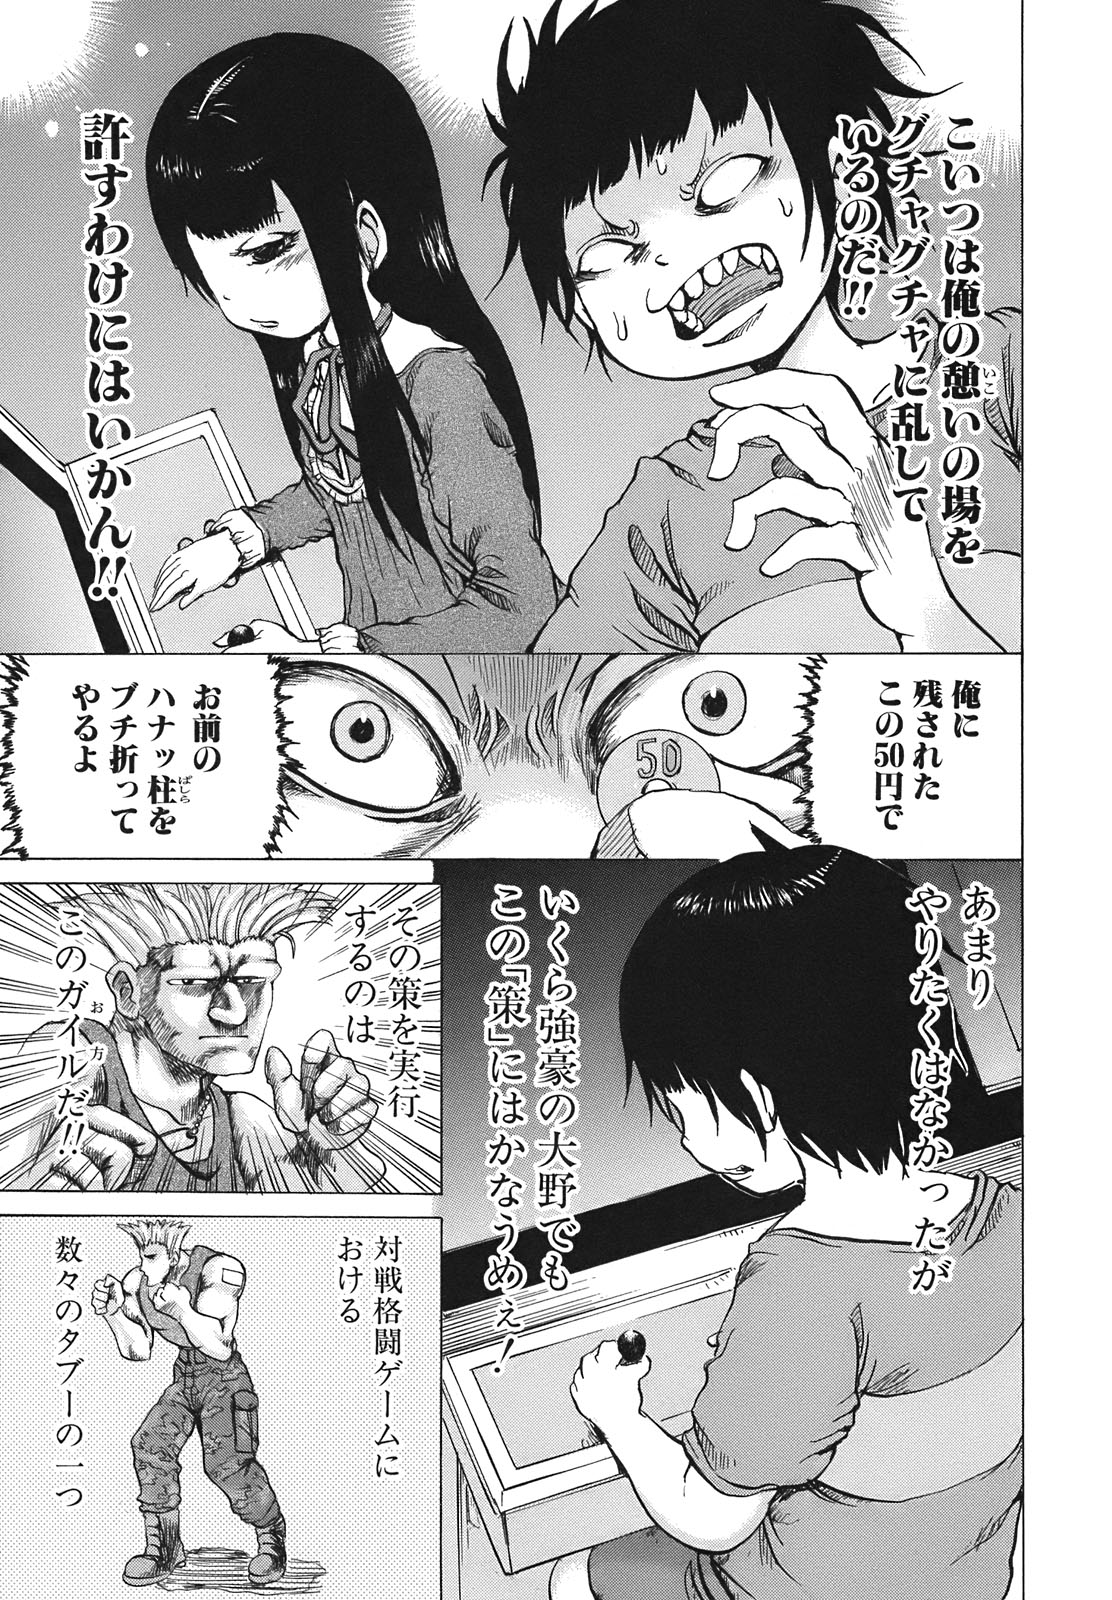 こいつは俺の憩いの場を
グチャグチャに乱して
いるのだ!!
許すわけにはいかん!!
俺に
残された
この50円で
50
お前の
ハナッ柱を
ブチ折って
やるよ
あまり
やりたくはなかったが
いくら強豪の大野でも
この「策」にはかなうめぇ!
その策を実行
するのは
このガイルだ!!
対戦格闘ゲームに
おける
数々のタブーの一つ